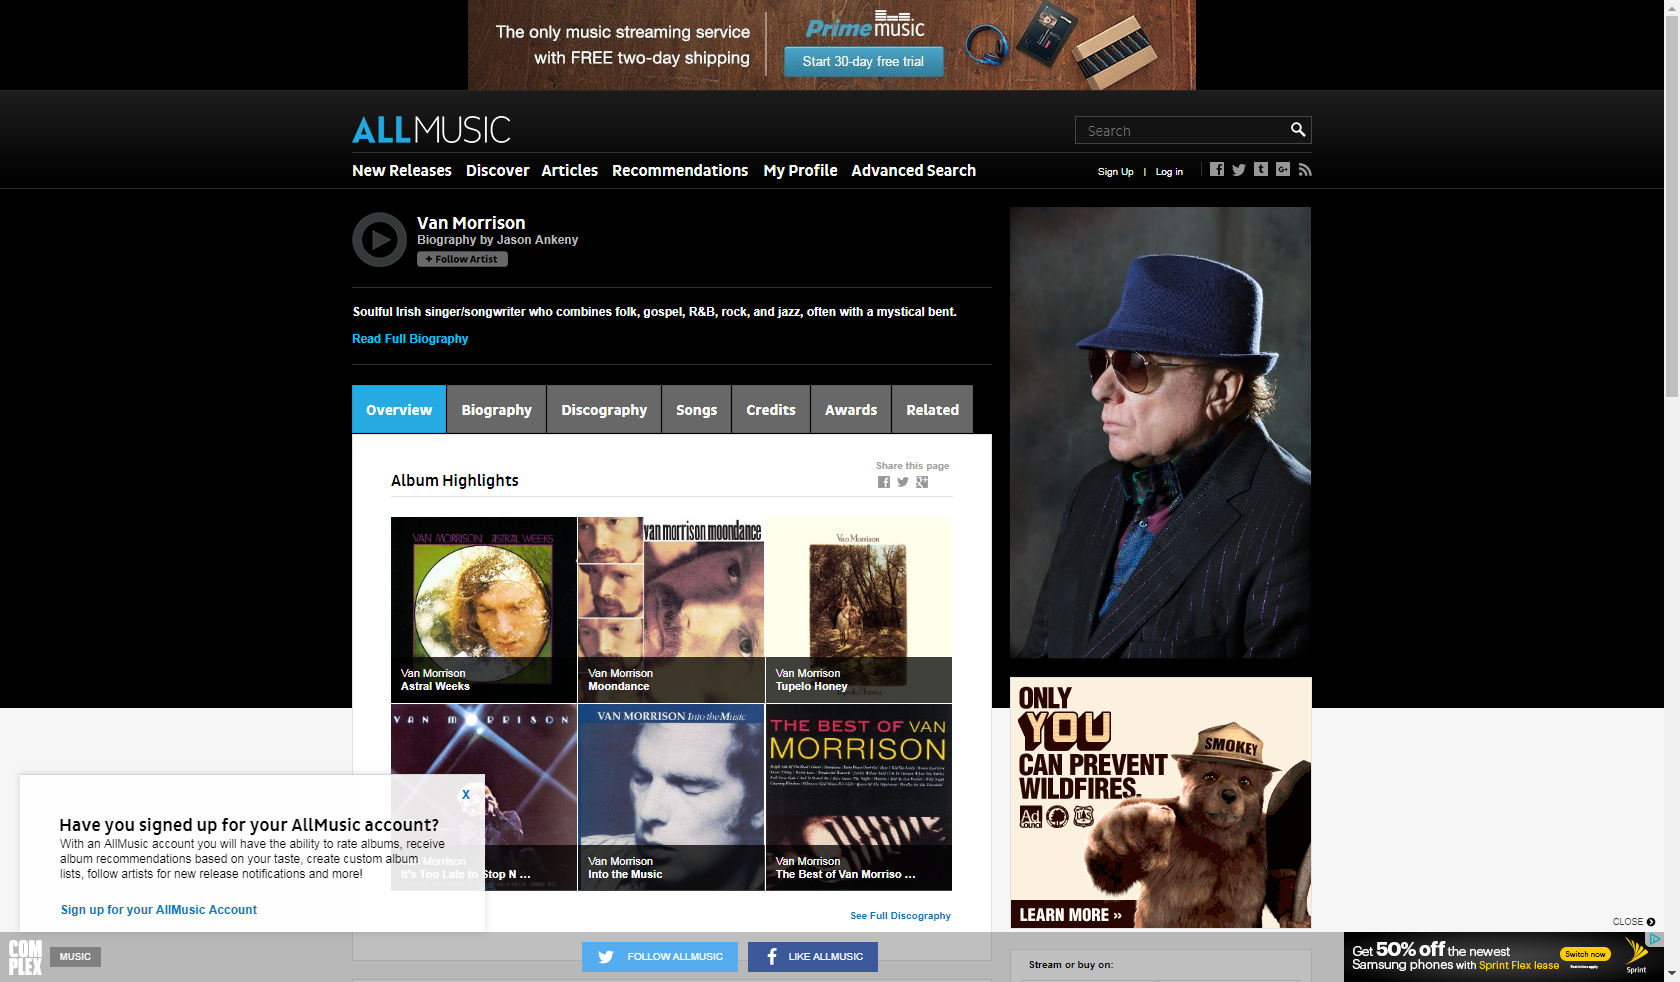 The only music streaming service
with FREE two-day shipping
Prime music
Start 30-day free trial
ALLMUSIC
Search
New Releases Discover Articles Recommendations My Profile Advanced Search
Sign Up | Log in
Van Morrison
Biography by Jason Ankeny
+ Follow Artist
Soulful Irish singer/songwriter who combines folk, gospel, R&B, rock, and jazz, often with a mystical bent.
Read Full Biography
Overview Biography Discography Songs Credits Awards Related
Album Highlights
Share this page
VAN MORRISON ASTRAL WEEKS
van morrison moondance
Van Morrison
Tupelo Honey
Van Morrison
Astral Weeks
Van Morrison
Moondance
Van Morrison
Tupelo Honey
VAN MORRISON
VAN MORRISON Into the Music
THE BEST OF VAN
MORRISON
Van Morrison
It's Too Late to Stop N ...
Van Morrison
Into the Music
Van Morrison
The Best of Van Morriso ...
See Full Discography
X
Have you signed up for your AllMusic account?
With an AllMusic account you will have the ability to rate albums, receive
album recommendations based on your taste, create custom album
lists, follow artists for new release notifications and more!
Sign up for your AllMusic Account
ONLY
YOU
CAN PREVENT
WILDFIRES.
SMOKEY
Ad
Council
UAS
LEARN MORE »
CLOSE
COM
PLEX
MUSIC
FOLLOW ALLMUSIC
LIKE ALLMUSIC
Stream or buy on:
Get 50% off the newest
Samsung phones with Sprint Flex lease
Switch now
Restrictions apply.
Sprint